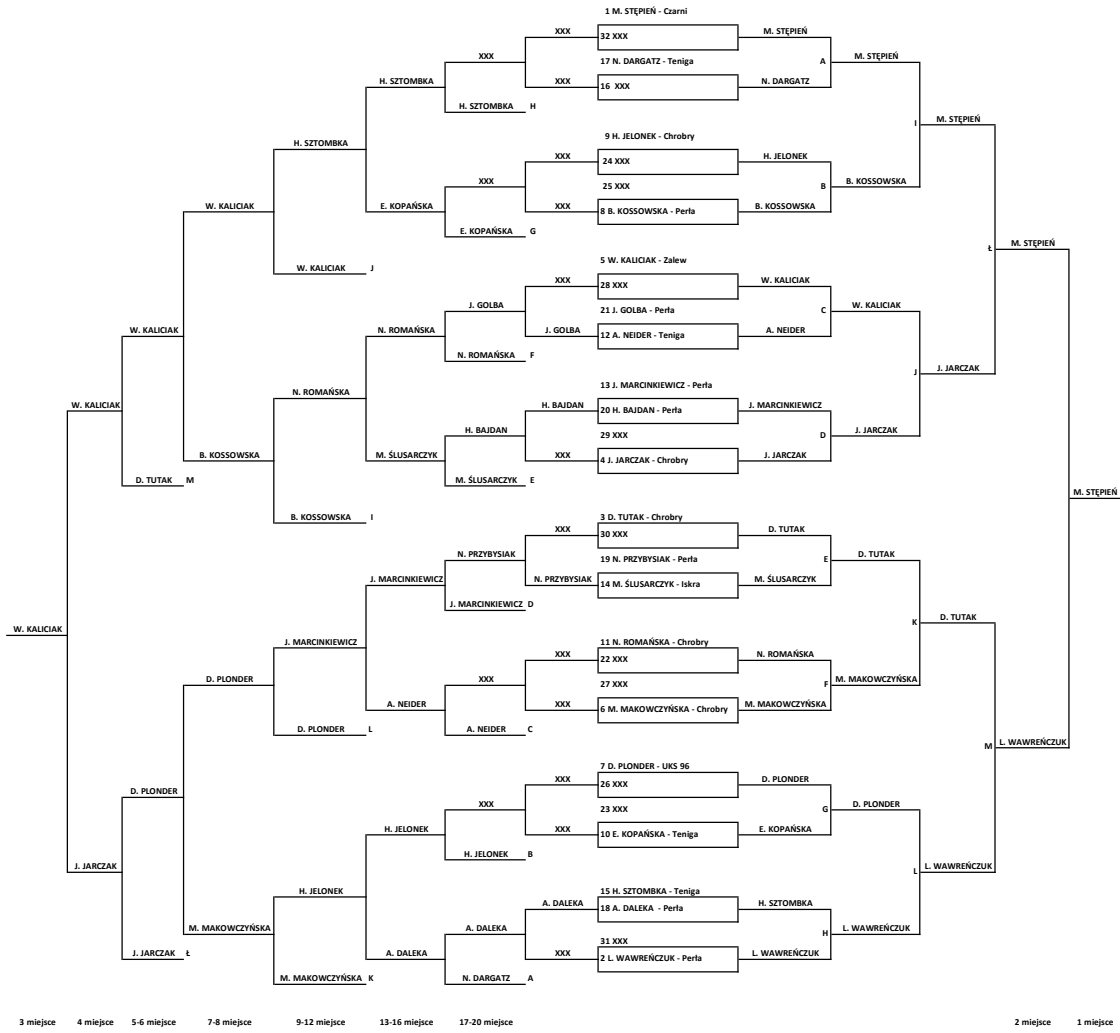 1 M. STĘPIEŃ - Czarni
XXX 32 XXX M. STĘPIEŃ
XXX 17 N. DARGATZ - Teniga A M. STĘPIEŃ
H. SZTOMBKA XXX 16 XXX N. DARGATZ
H. SZTOMBKA H
I M. STĘPIEŃ
9 H. JELONEK - Chrobry
H. SZTOMBKA XXX 24 XXX H. JELONEK
XXX 25 XXX B B. KOSSOWSKA
W. KALICIAK E. KOPAŃSKA XXX 8 B. KOSSOWSKA - Perła B. KOSSOWSKA
E. KOPAŃSKA G
Ł M. STĘPIEŃ
5 W. KALICIAK - Zalew
W. KALICIAK J XXX 28 XXX W. KALICIAK
J. GOLBA 21 J. GOLBA - Perła C W. KALICIAK
W. KALICIAK N. ROMAŃSKA J. GOLBA 12 A. NEIDER - Teniga A. NEIDER
N. ROMAŃSKA F
J J. JARCZAK
13 J. MARCINKIEWICZ - Perła
W. KALICIAK N. ROMAŃSKA H. BAJDAN 20 H. BAJDAN - Perła J. MARCINKIEWICZ
H. BAJDAN 29 XXX D J. JARCZAK
B. KOSSOWSKA M. ŚLUSARCZYK XXX 4 J. JARCZAK - Chrobry J. JARCZAK
D. TUTAK M M. ŚLUSARCZYK E
M. STĘPIEŃ
B. KOSSOWSKA I 3 D. TUTAK - Chrobry
XXX 30 XXX D. TUTAK
N. PRZYBYSIAK 19 N. PRZYBYSIAK - Perła E D. TUTAK
J. MARCINKIEWICZ N. PRZYBYSIAK 14 M. ŚLUSARCZYK - Iskra M. ŚLUSARCZYK
J. MARCINKIEWICZ D
K D. TUTAK
W. KALICIAK
J. MARCINKIEWICZ 11 N. ROMAŃSKA - Chrobry
XXX 22 XXX N. ROMAŃSKA
D. PLONDER XXX 27 XXX F M. MAKOWCZYŃSKA
A. NEIDER XXX 6 M. MAKOWCZYŃSKA - Chrobry M. MAKOWCZYŃSKA
D. PLONDER L A. NEIDER C
M L. WAWREŃCZUK
7 D. PLONDER - UKS 96
XXX 26 XXX D. PLONDER
D. PLONDER XXX 23 XXX G D. PLONDER
H. JELONEK XXX 10 E. KOPAŃSKA - Teniga E. KOPAŃSKA
H. JELONEK B
J. JARCZAK L L. WAWREŃCZUK
H. JELONEK 15 H. SZTOMBKA - Teniga
A. DALEKA 18 A. DALEKA - Perła H. SZTOMBKA
M. MAKOWCZYŃSKA A. DALEKA 31 XXX H L. WAWREŃCZUK
J. JARCZAK Ł A. DALEKA XXX 2 L. WAWREŃCZUK - Perła L. WAWREŃCZUK
M. MAKOWCZYŃSKA K N. DARGATZ A
3 miejsce 4 miejsce 5-6 miejsce 7-8 miejsce 9-12 miejsce 13-16 miejsce 17-20 miejsce 2 miejsce 1 miejsce